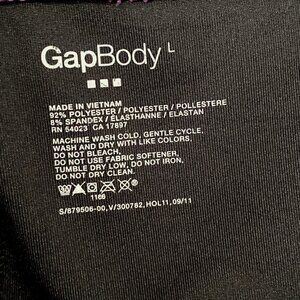 GapBody L
MADE IN VIETNAM
92% POLYESTER / POLYESTER / POLLESTERE
8% SPANDEX / ÉLASTHANNE / ELASTAN
RN 54023 CA 17897
MACHINE WASH COLD, GENTLE CYCLE,
WASH AND DRY WITH LIKE COLORS,
DO NOT BLEACH,
DO NOT USE FABRIC SOFTENER,
TUMBLE DRY LOW, DO NOT IRON,
DO NOT DRY CLEAN.
1166
S/879506-00, V/300762, HOL11, 09/11